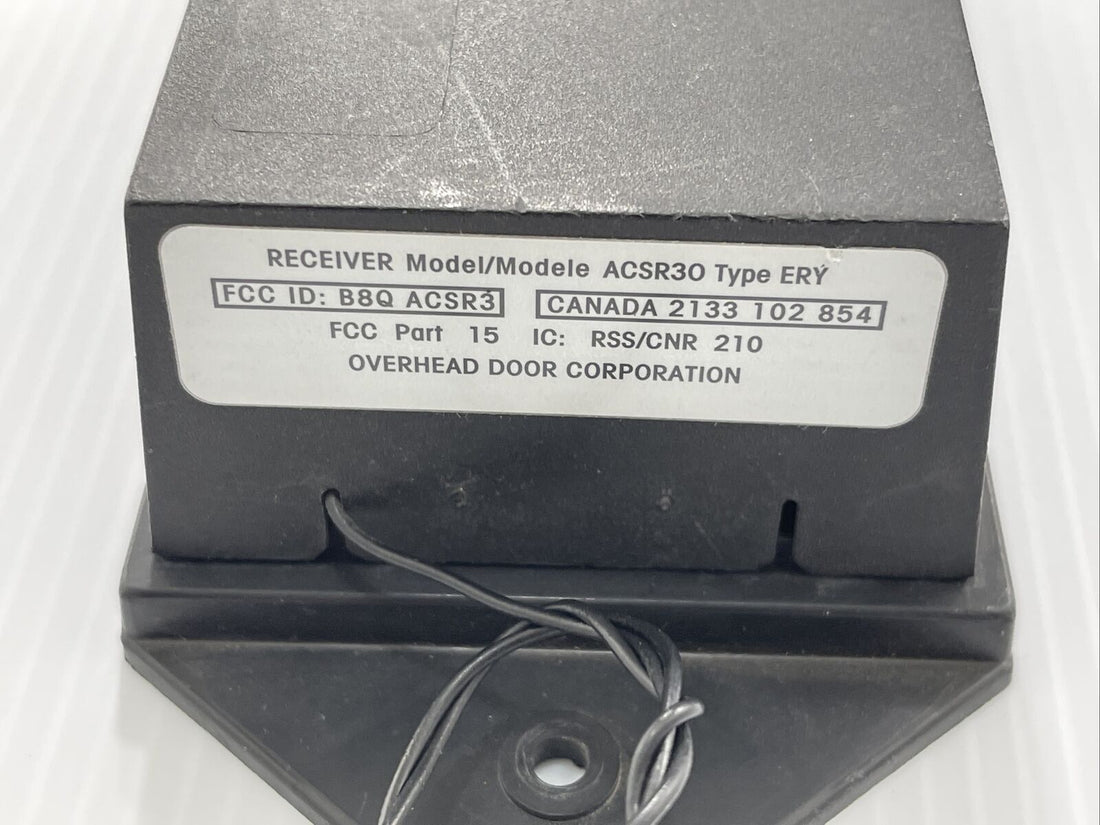 RECEIVER Model/Modele ACSR30 Type ERY
FCC ID: B8Q ACSR3 CANADA 2133 102 854
FCC Part 15 IC: RSS/CNR 210
OVERHEAD DOOR CORPORATION